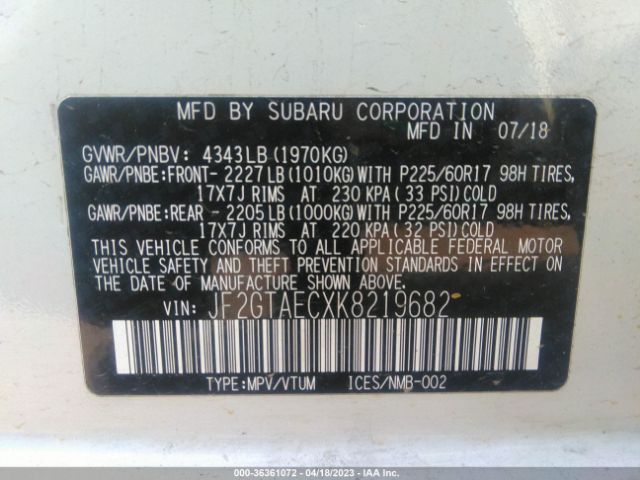 MFD BY SUBARU CORPORATION
MFD IN 07/18
GVWR/PNBV: 4343LB(1970KG)
GAWR/PNBE:FRONT- 2227LB(1010KG)WITH P225/60R17 98H TIRES,
17X7J RIMS AT 230 KPA(33 PSI)COLD
GAWR/PNBE:REAR - 2205LB(1000KG)WITH P225/60R17 98H TIRES,
17X7J RIMS AT 220 KPA(32 PSI)COLD
THIS VEHICLE CONFORMS TO ALL APPLICABLE FEDERAL MOTOR
VEHICLE SAFETY AND THEFT PREVENTION STANDARDS IN EFFECT ON
THE DATE OF MANUFACTURE SHOWN ABOVE.
VIN: JF2GTAECXK8219682
TYPE:MPV/VTUM ICES/NMB-002
000-36361072 - 04/18/2023 - IAA Inc.